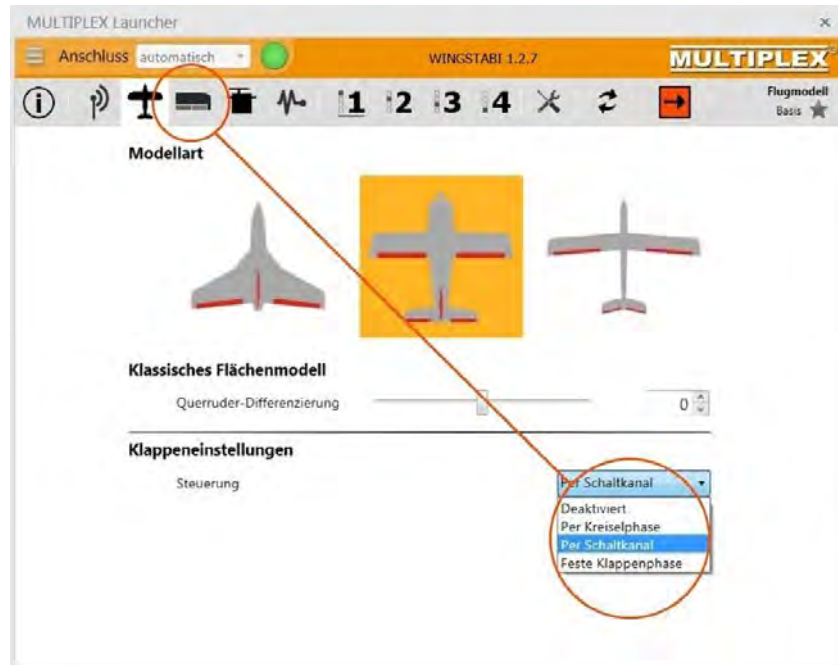 MULTIPLEX Launcher
Anschluss automatisch WINGSTABI 1.2.7 MULTIPLEX
1 2 3 4 Flugmodell
Basis
Modellart
Klassisches Flächenmodell
Querruder-Differenzierung 0
Klappeneinstellungen
Steuerung Per Schaltkanal
Deaktiviert
Per Kreiselphase
Per Schaltkanal
Feste Klappenphase